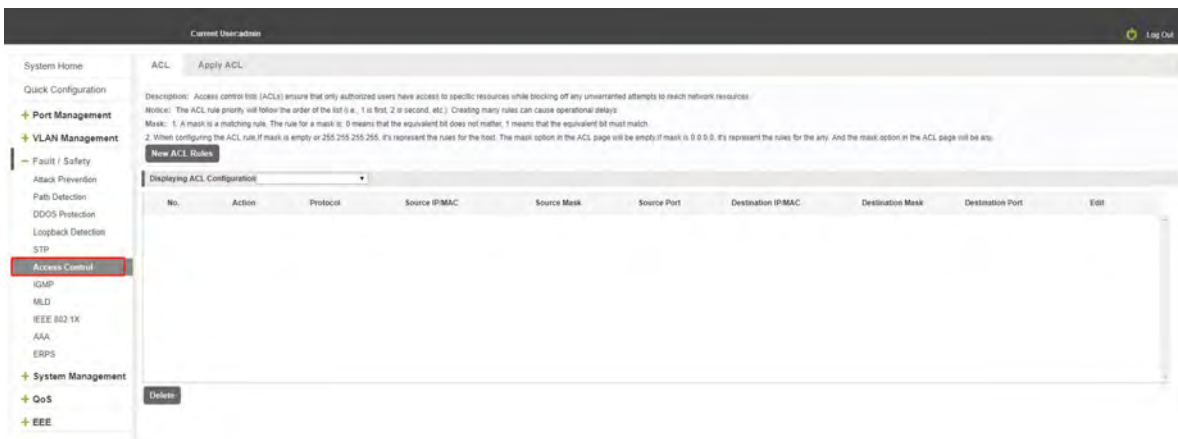 Current User:admin
Log Out
System Home
Quick Configuration
Port Management
VLAN Management
Fault / Safety
Attack Prevention
Path Detection
DDOS Protection
Loopback Detection
STP
Access Control
IGMP
MLD
IEEE 802.1X
AAA
ERPS
System Management
QoS
EEE
ACL Apply ACL
Description: Access control lists (ACLs) ensure that only authorized users have access to specific resources while blocking off any unwarranted attempts to reach network resources.
Notice: The ACL rule priority will follow the order of the list (i.e., 1 is first, 2 is second, etc.). Creating many rules can cause operational delays.
Mask: 1. A mask is a matching rule. The rule for a mask is: 0 means that the equivalent bit does not matter, 1 means that the equivalent bit must match.
2. When configuring the ACL rule,If mask is empty or 255.255.255.255, it's represent the rules for the host. The mask option in the ACL page will be empty.If mask is 0.0.0.0, it's represent the rules for the any. And the mask option in the ACL page will be any.
New ACL Rules
Displaying ACL Configuration
No. Action Protocol Source IP/MAC Source Mask Source Port Destination IP/MAC Destination Mask Destination Port Edit
Delete